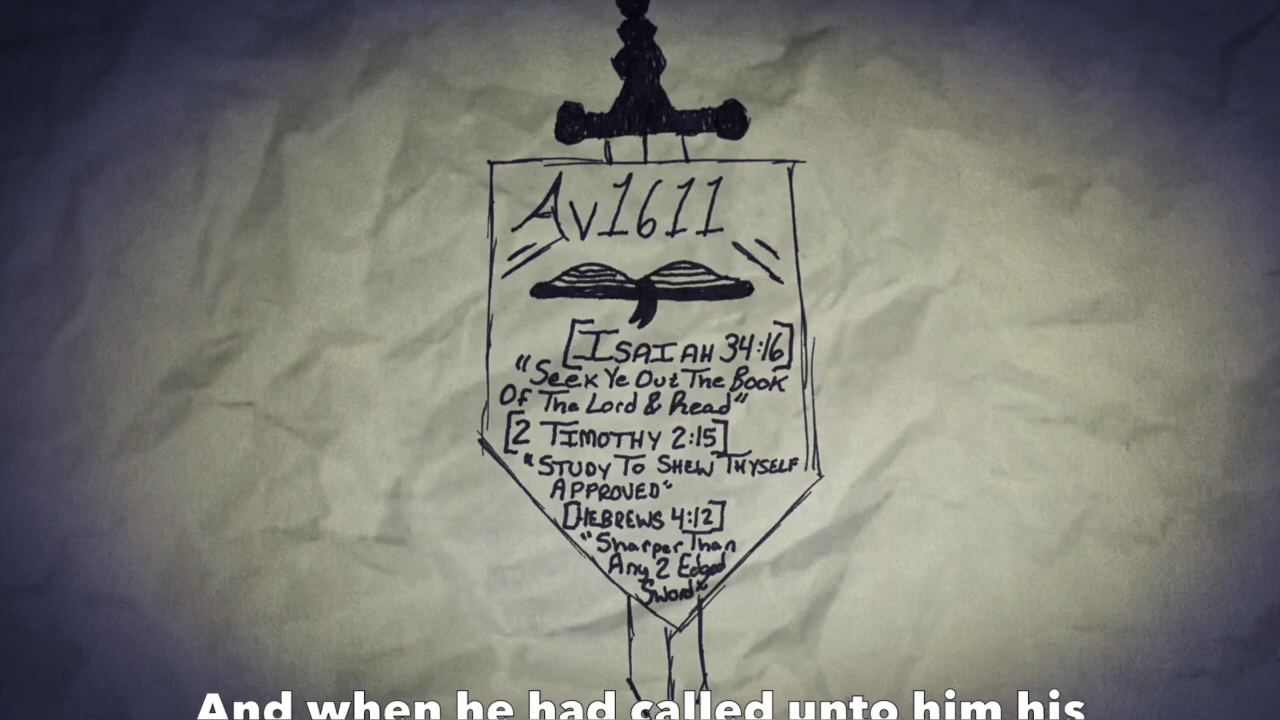 Av1611
[ISAIAH 34:16]
"Seek Ye Out The Book
Of The Lord & Read"
[2 TIMOTHY 2:15]
"STUDY TO SHEW THYSELF
APPROVED"
[HEBREWS 4:12]
"Sharper Than
Any 2 Edged
Sword"
And when he had called unto him his